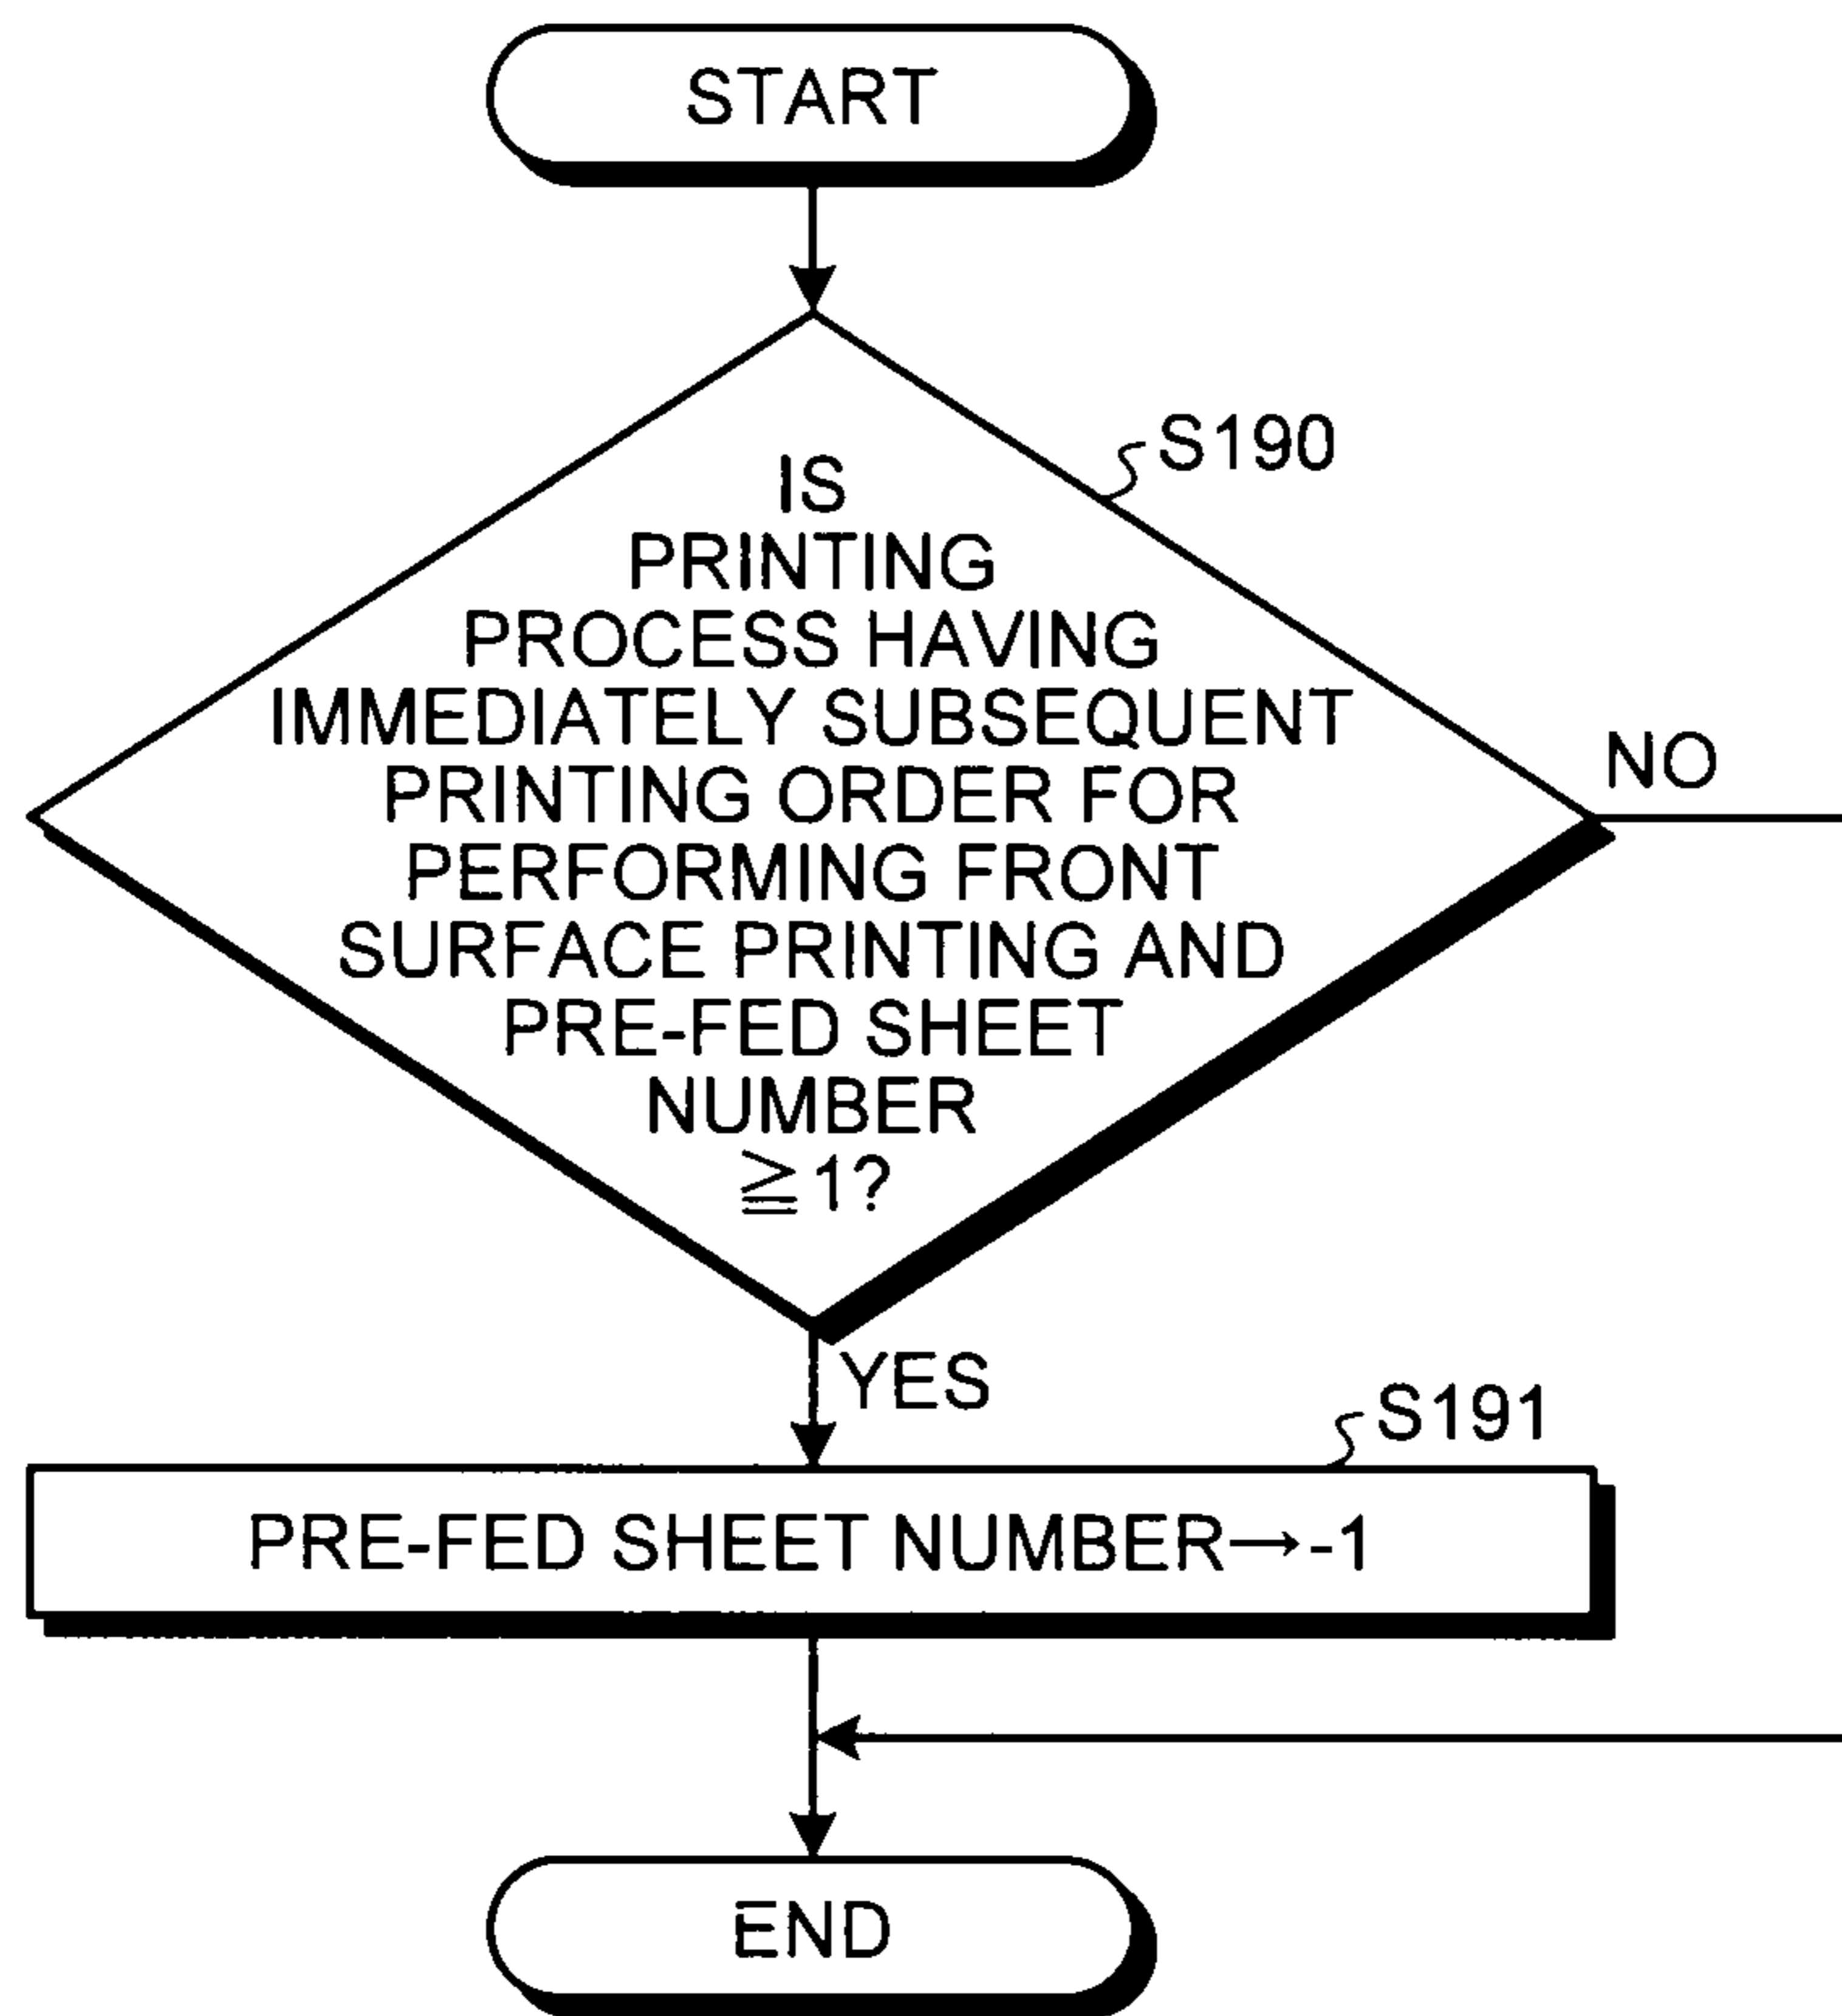 START
S190
IS
PRINTING
PROCESS HAVING
IMMEDIATELY SUBSEQUENT
PRINTING ORDER FOR
PERFORMING FRONT
SURFACE PRINTING AND
PRE-FED SHEET
NUMBER
≧1?
NO
YES
S191
PRE-FED SHEET NUMBER→-1
END